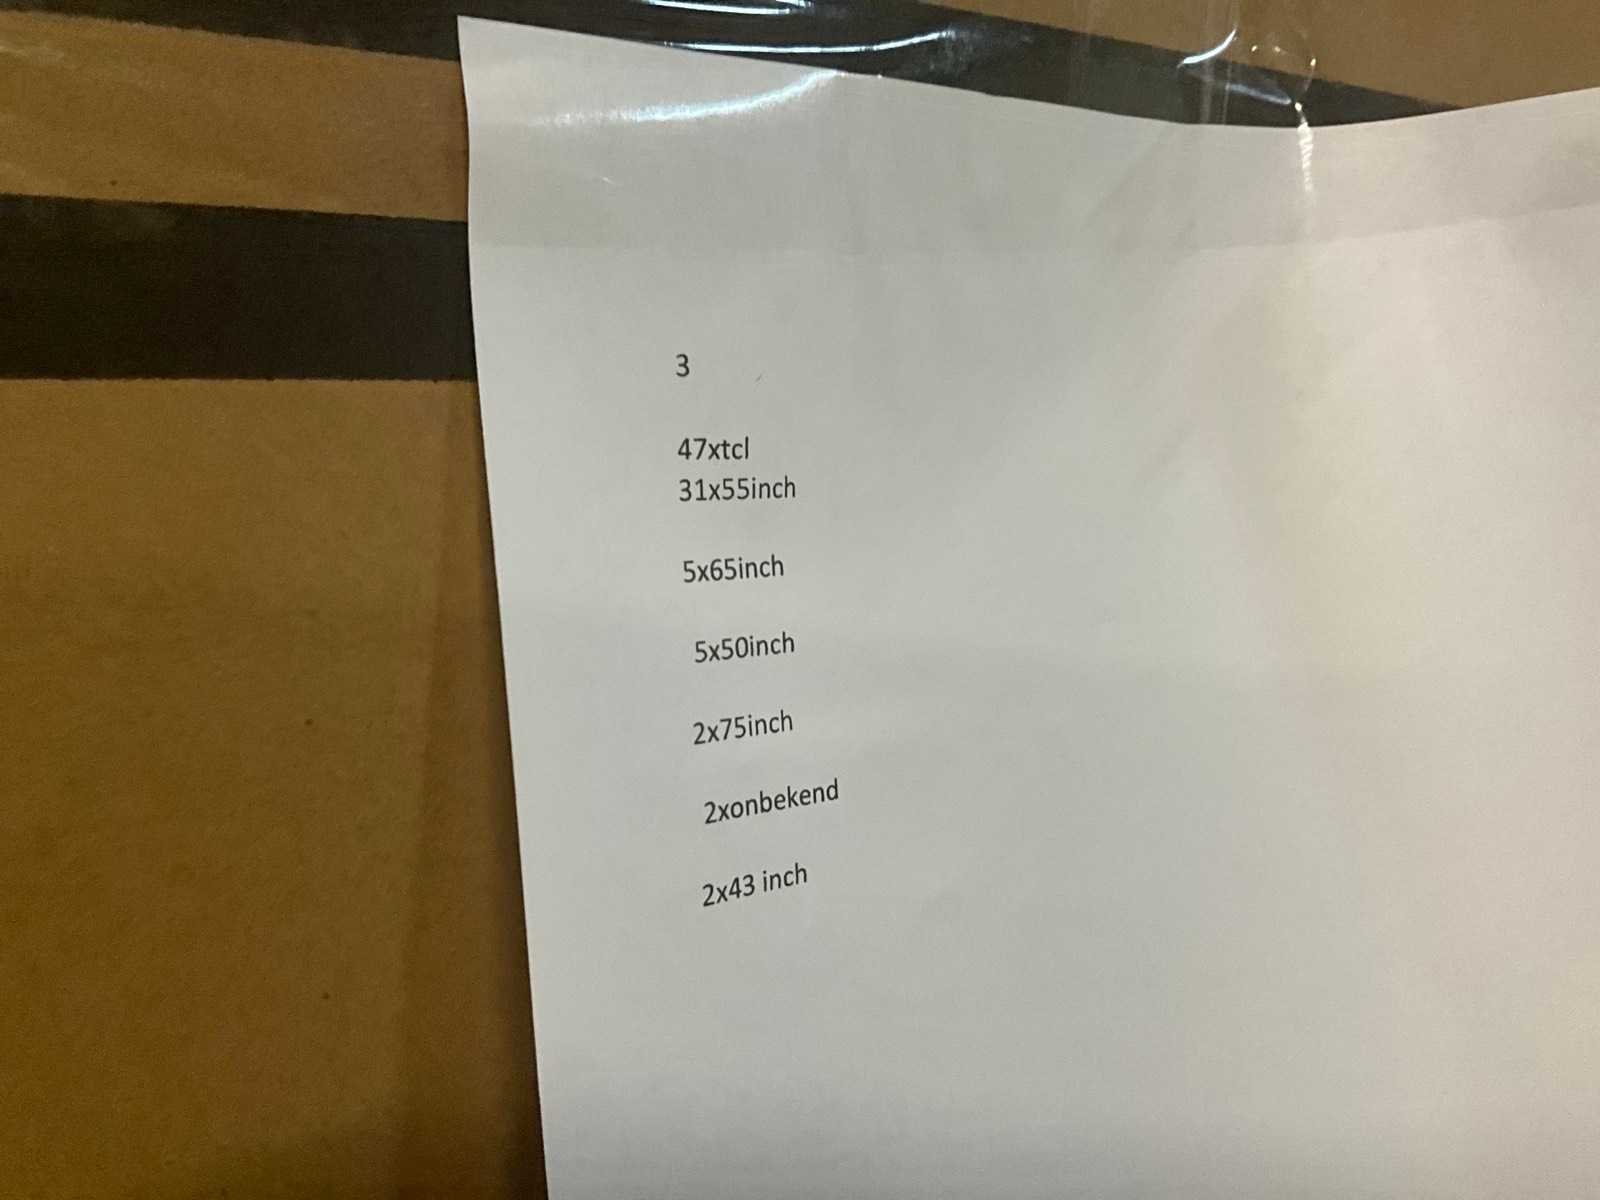 3
47xtcl
31x55inch
5x65inch
5x50inch
2x75inch
2xonbekend
2x43 inch